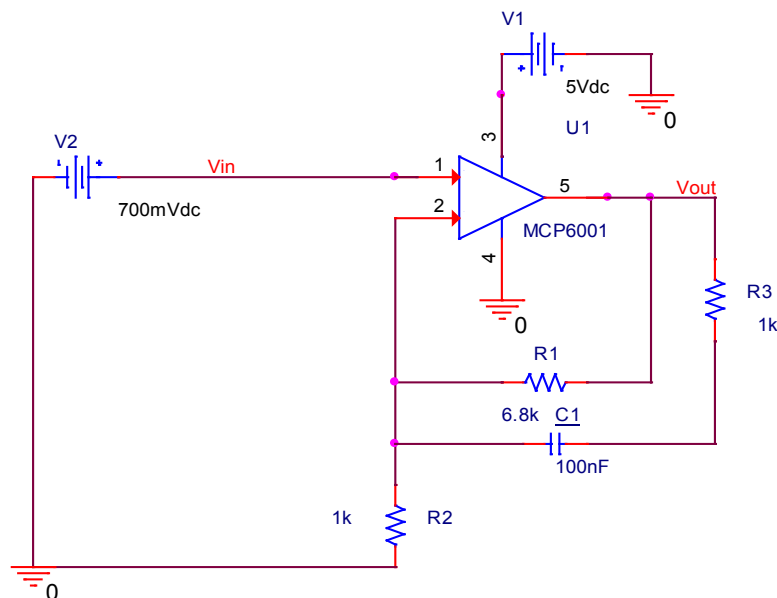 V1
+
-
5Vdc
0
U1
3
V2
-
+
Vin
1
700mVdc
2
5
Vout
MCP6001
4
0
R3
1k
R1
6.8k
C1
100nF
1k
R2
0